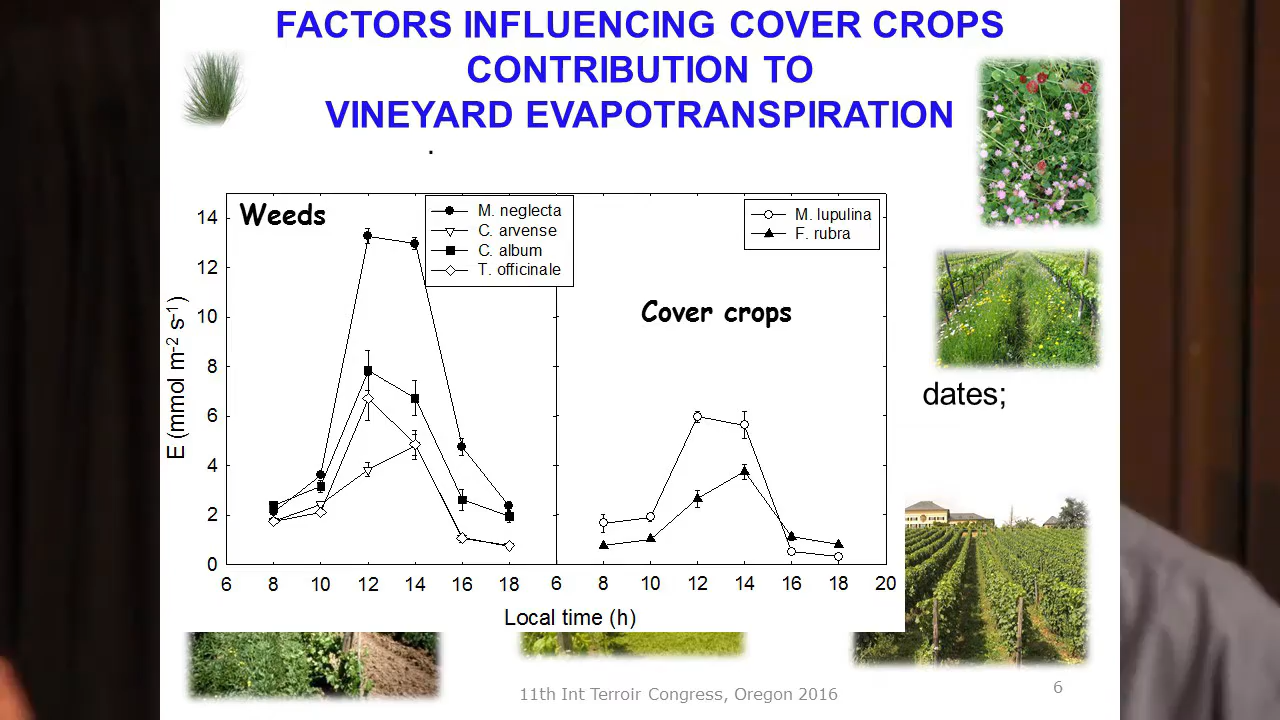 FACTORS INFLUENCING COVER CROPS
CONTRIBUTION TO
VINEYARD EVAPOTRANSPIRATION
.
Weeds
M. neglecta
C. arvense
C. album
T. officinale
M. lupulina
F. rubra
Cover crops
E (mmol m-2 s-1)
14
12
10
8
6
4
2
0
6 8 10 12 14 16 18 6 8 10 12 14 16 18 20
Local time (h)
dates;
11th Int Terroir Congress, Oregon 2016
6